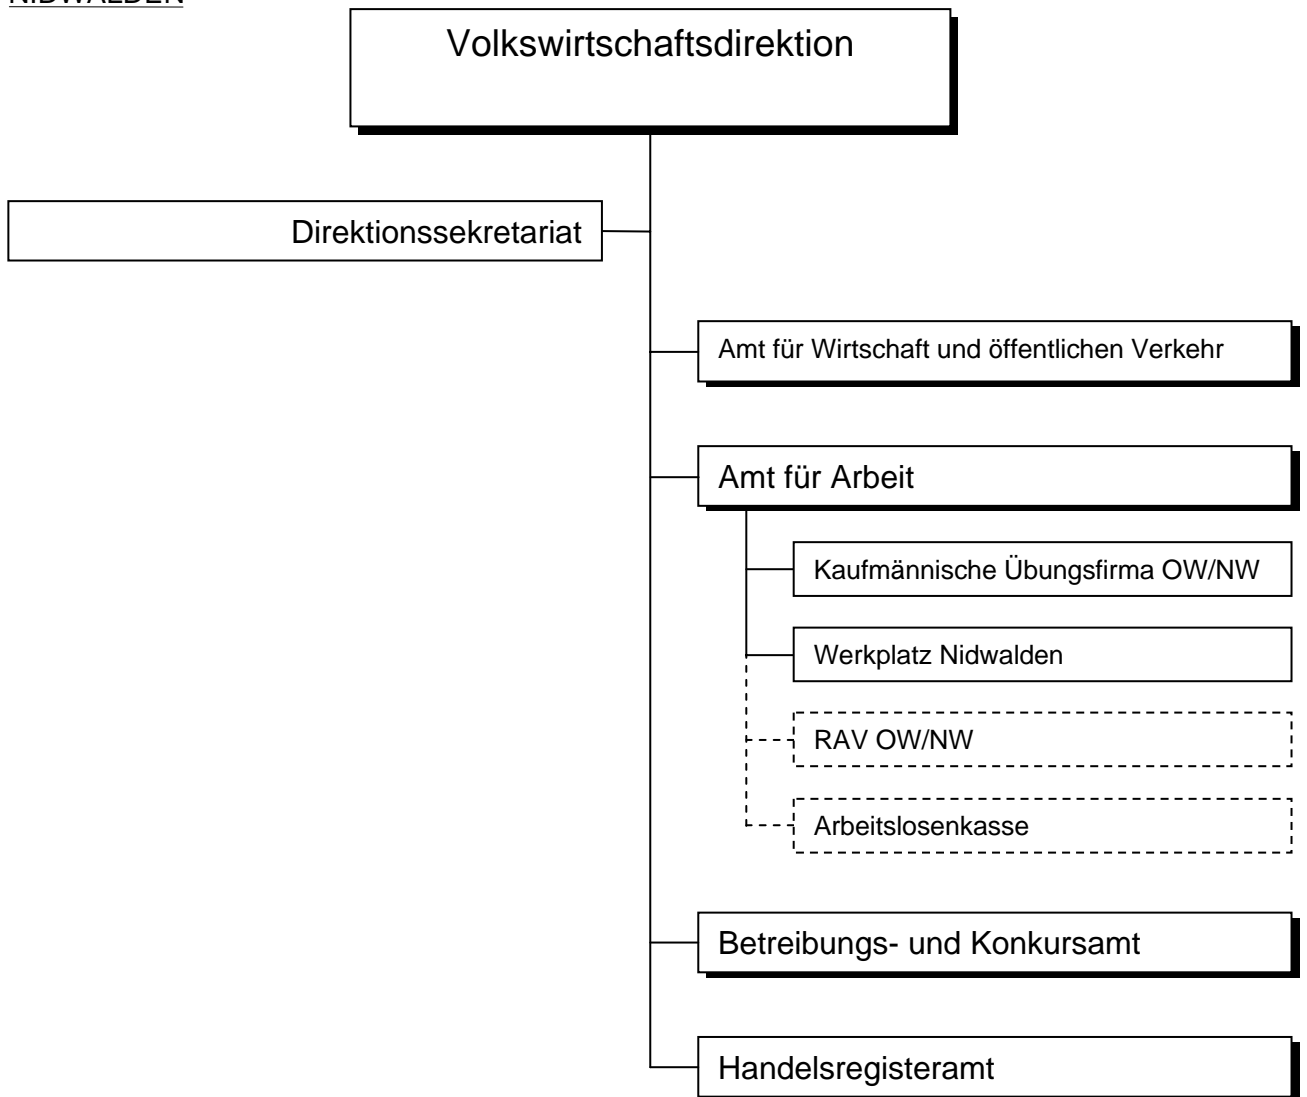 NIDWALDEN
Volkswirtschaftsdirektion
Direktionssekretariat
Amt für Wirtschaft und öffentlichen Verkehr
Amt für Arbeit
Kaufmännische Übungsfirma OW/NW
Werkplatz Nidwalden
RAV OW/NW
Arbeitslosenkasse
Betreibungs- und Konkursamt
Handelsregisteramt